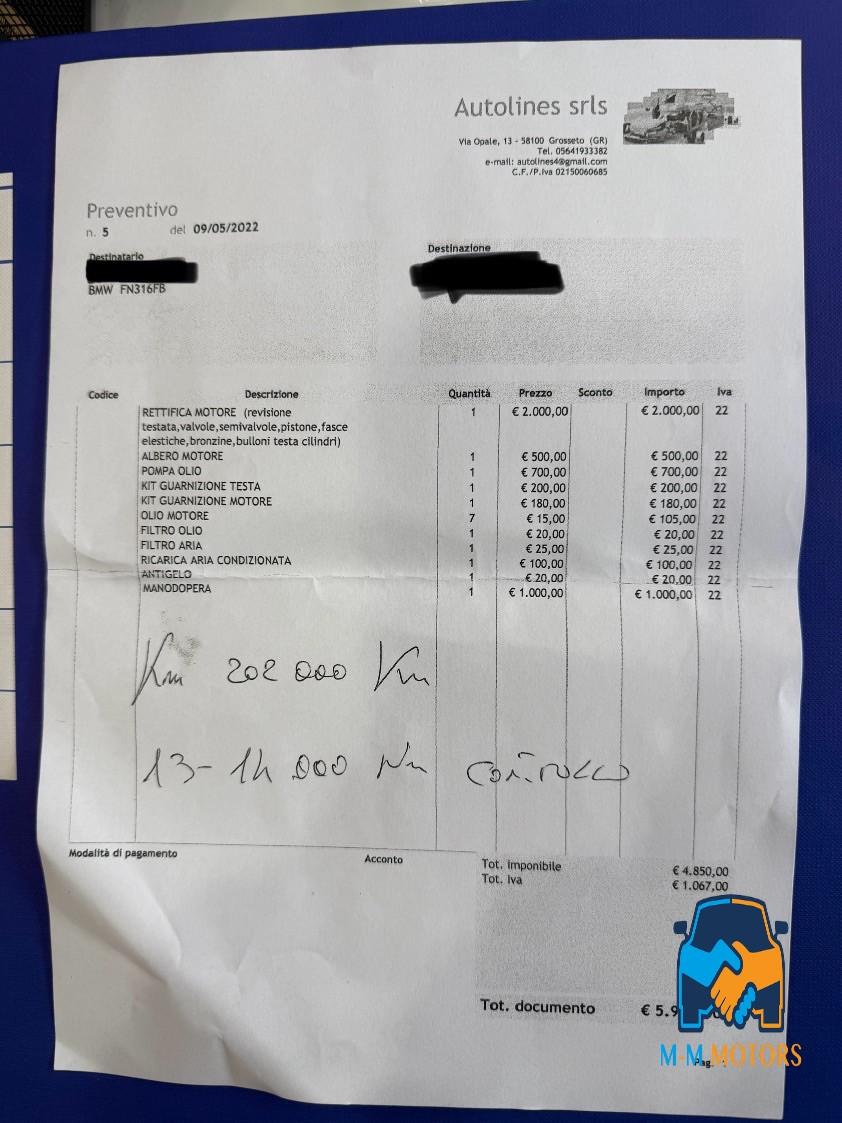 Autolines srls
Via Opale, 13 - 58100 Grosseto (GR)
Tel. 05641933382
e-mail: autolines4@gmail.com
C.F./P.Iva 02150060685
Preventivo
n. 5 del 09/05/2022
Destinatario
Destinazione
BMW FN316FB
Codice Descrizione Quantità Prezzo Sconto Importo Iva
RETTIFICA MOTORE (revisione 1 € 2.000,00 € 2.000,00 22
testata,valvole,semivalvole,pistone,fasce
elestiche,bronzine,bulloni testa cilindri)
ALBERO MOTORE 1 € 500,00 € 500,00 22
POMPA OLIO 1 € 700,00 € 700,00 22
KIT GUARNIZIONE TESTA 1 € 200,00 € 200,00 22
KIT GUARNIZIONE MOTORE 1 € 180,00 € 180,00 22
OLIO MOTORE 7 € 15,00 € 105,00 22
FILTRO OLIO 1 € 20,00 € 20,00 22
FILTRO ARIA 1 € 25,00 € 25,00 22
RICARICA ARIA CONDIZIONATA 1 € 100,00 € 100,00 22
ANTIGELO 1 € 20,00 € 20,00 22
MANODOPERA 1 € 1.000,00 € 1.000,00 22
Km 202 000 Km
13- 14 000
Modalità di pagamento Acconto
Tot. imponibile € 4.850,00
Tot. Iva € 1.067,00
Tot. documento € 5.9
M-M MOTORS
Pag.